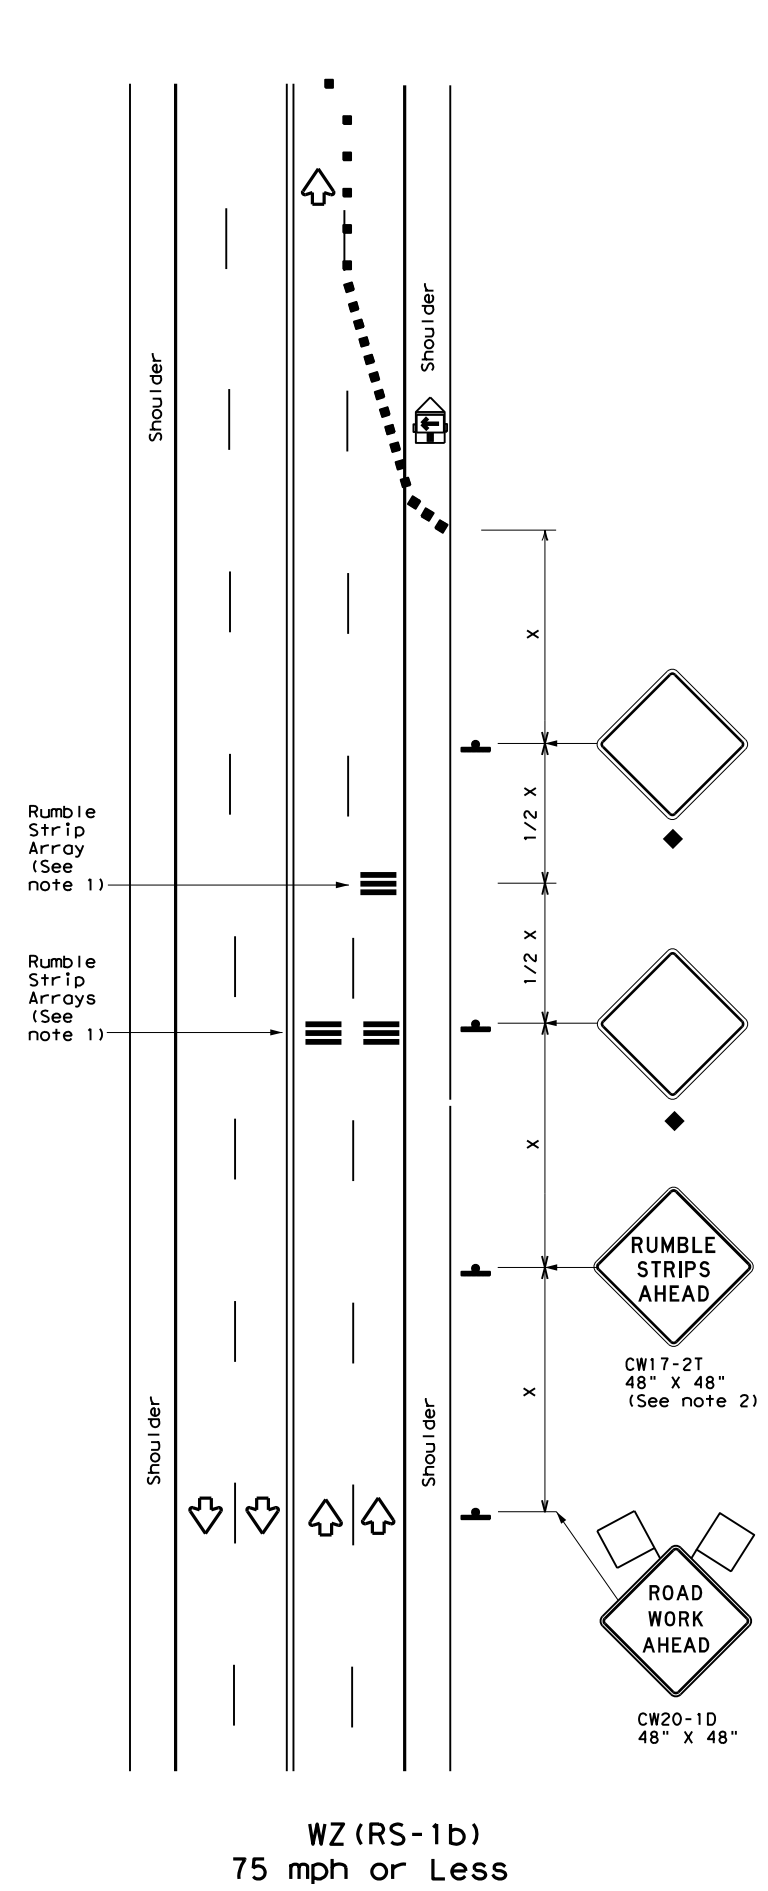 Shoulder
Shoulder
X
1/2 X
Rumble
Strip
Array
(See
note 1)
1/2 X
Rumble
Strip
Arrays
(See
note 1)
X
RUMBLE
STRIPS
AHEAD
CW17-2T
48" X 48"
(See note 2)
X
Shoulder
Shoulder
ROAD
WORK
AHEAD
CW20-1D
48" X 48"
WZ(RS-1b)
75 mph or Less